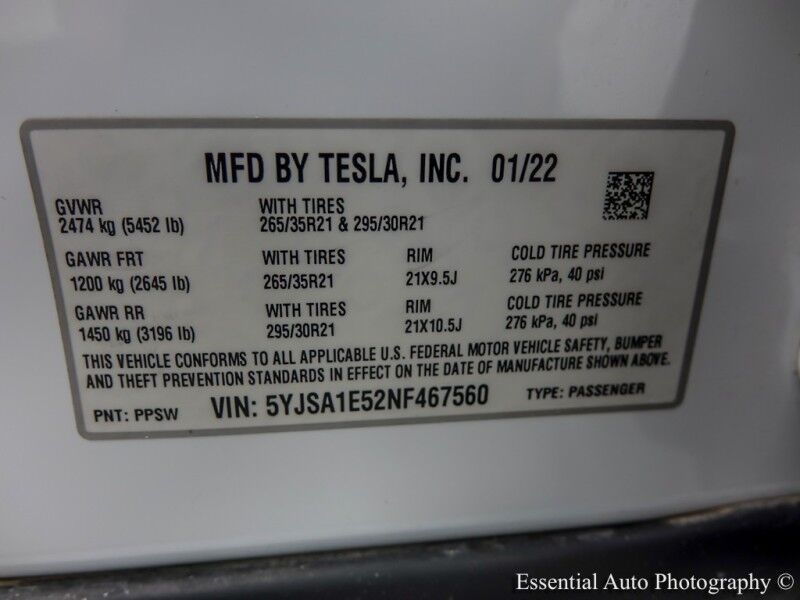 MFD BY TESLA, INC. 01/22
GVWR WITH TIRES
2474 kg (5452 lb) 265/35R21 & 295/30R21
GAWR FRT WITH TIRES RIM COLD TIRE PRESSURE
1200 kg (2645 lb) 265/35R21 21X9.5J 276 kPa, 40 psi
GAWR RR WITH TIRES RIM COLD TIRE PRESSURE
1450 kg (3196 lb) 295/30R21 21X10.5J 276 kPa, 40 psi
THIS VEHICLE CONFORMS TO ALL APPLICABLE U.S. FEDERAL MOTOR VEHICLE SAFETY, BUMPER
AND THEFT PREVENTION STANDARDS IN EFFECT ON THE DATE OF MANUFACTURE SHOWN ABOVE.
PNT: PPSW VIN: 5YJSA1E52NF467560 TYPE: PASSENGER
Essential Auto Photography ©